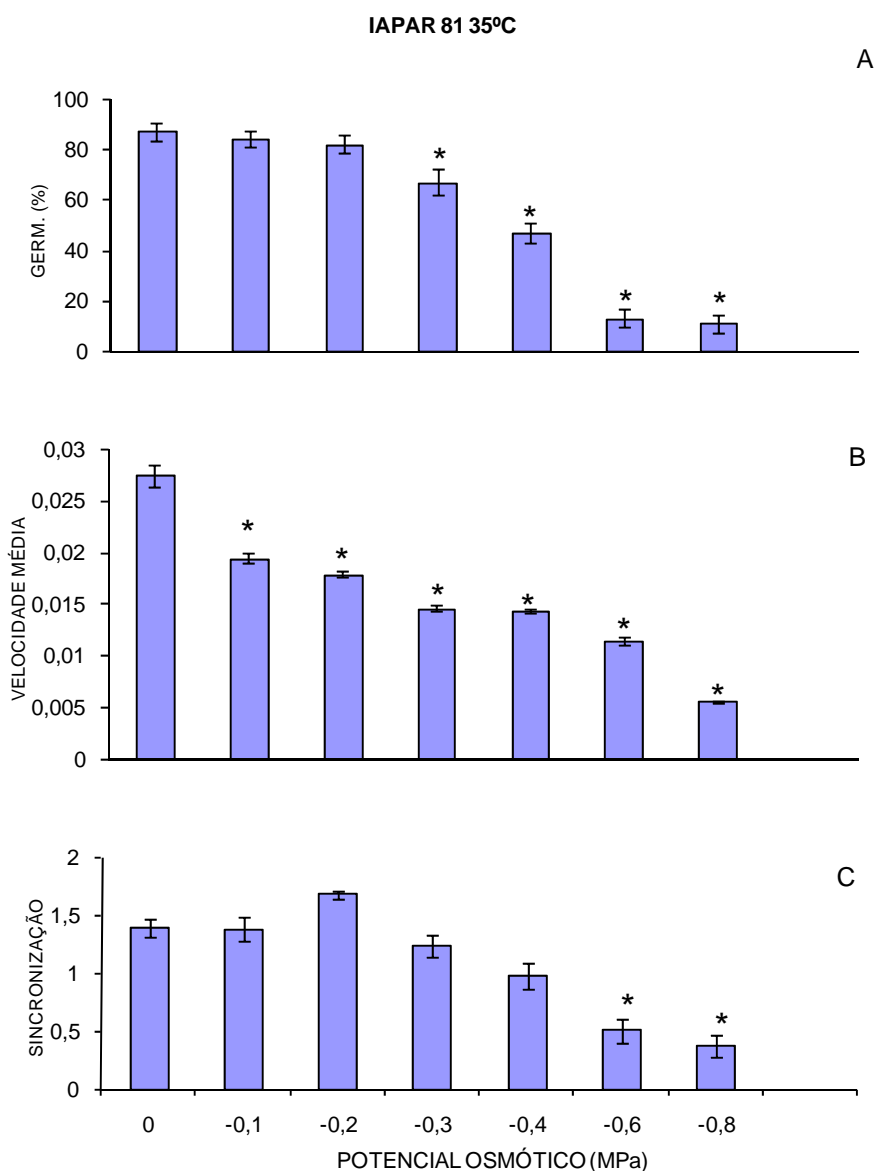 IAPAR 81 35ºC
A
100
80
60
40
20
0
GERM. (%)
* * * *
B
0,03
0,025
0,02
0,015
0,01
0,005
0
VELOCIDADE MÉDIA
* * * * * *
C
2
1,5
1
0,5
0
SINCRONIZAÇÃO
* *
0 -0,1 -0,2 -0,3 -0,4 -0,6 -0,8
POTENCIAL OSMÓTICO (MPa)